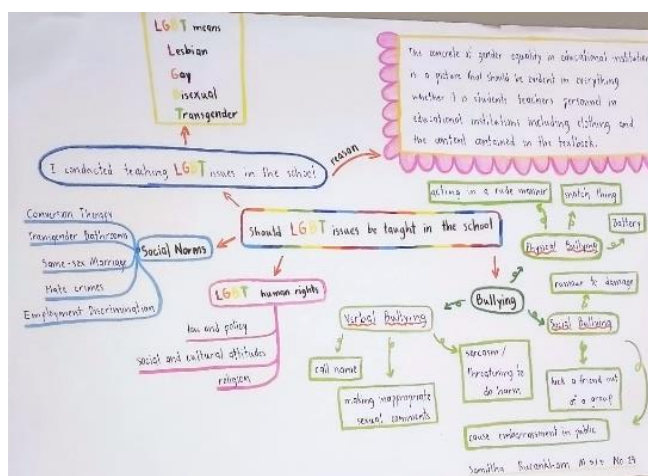 LGBT means
Lesbian
Gay
Bisexual
Transgender
The concrete of gender equality in educational institution
is a picture that should be evident in everything
whether it is students teachers personnel in
educational institutions including clothing and
the content contained in the textbook.
I conducted teaching LGBT issues in the school
reason
should LGBT issues be taught in the school
Social Norms
Conversion Therapy
Transgender Bathrooms
Same-sex Marriage
Hate crimes
Employment Discrimination
LGBT human rights
law and policy
social and cultural attitudes
religion
Bullying
Physical Bullying
acting in a rude manner
snatch thing
battery
Verbal Bullying
call name
making inappropriate
sexual comments
sarcasm /
threatening to
do harm
Social Bullying
rumour to damage
kick a friend out
of a group
cause embarrassment in public
No